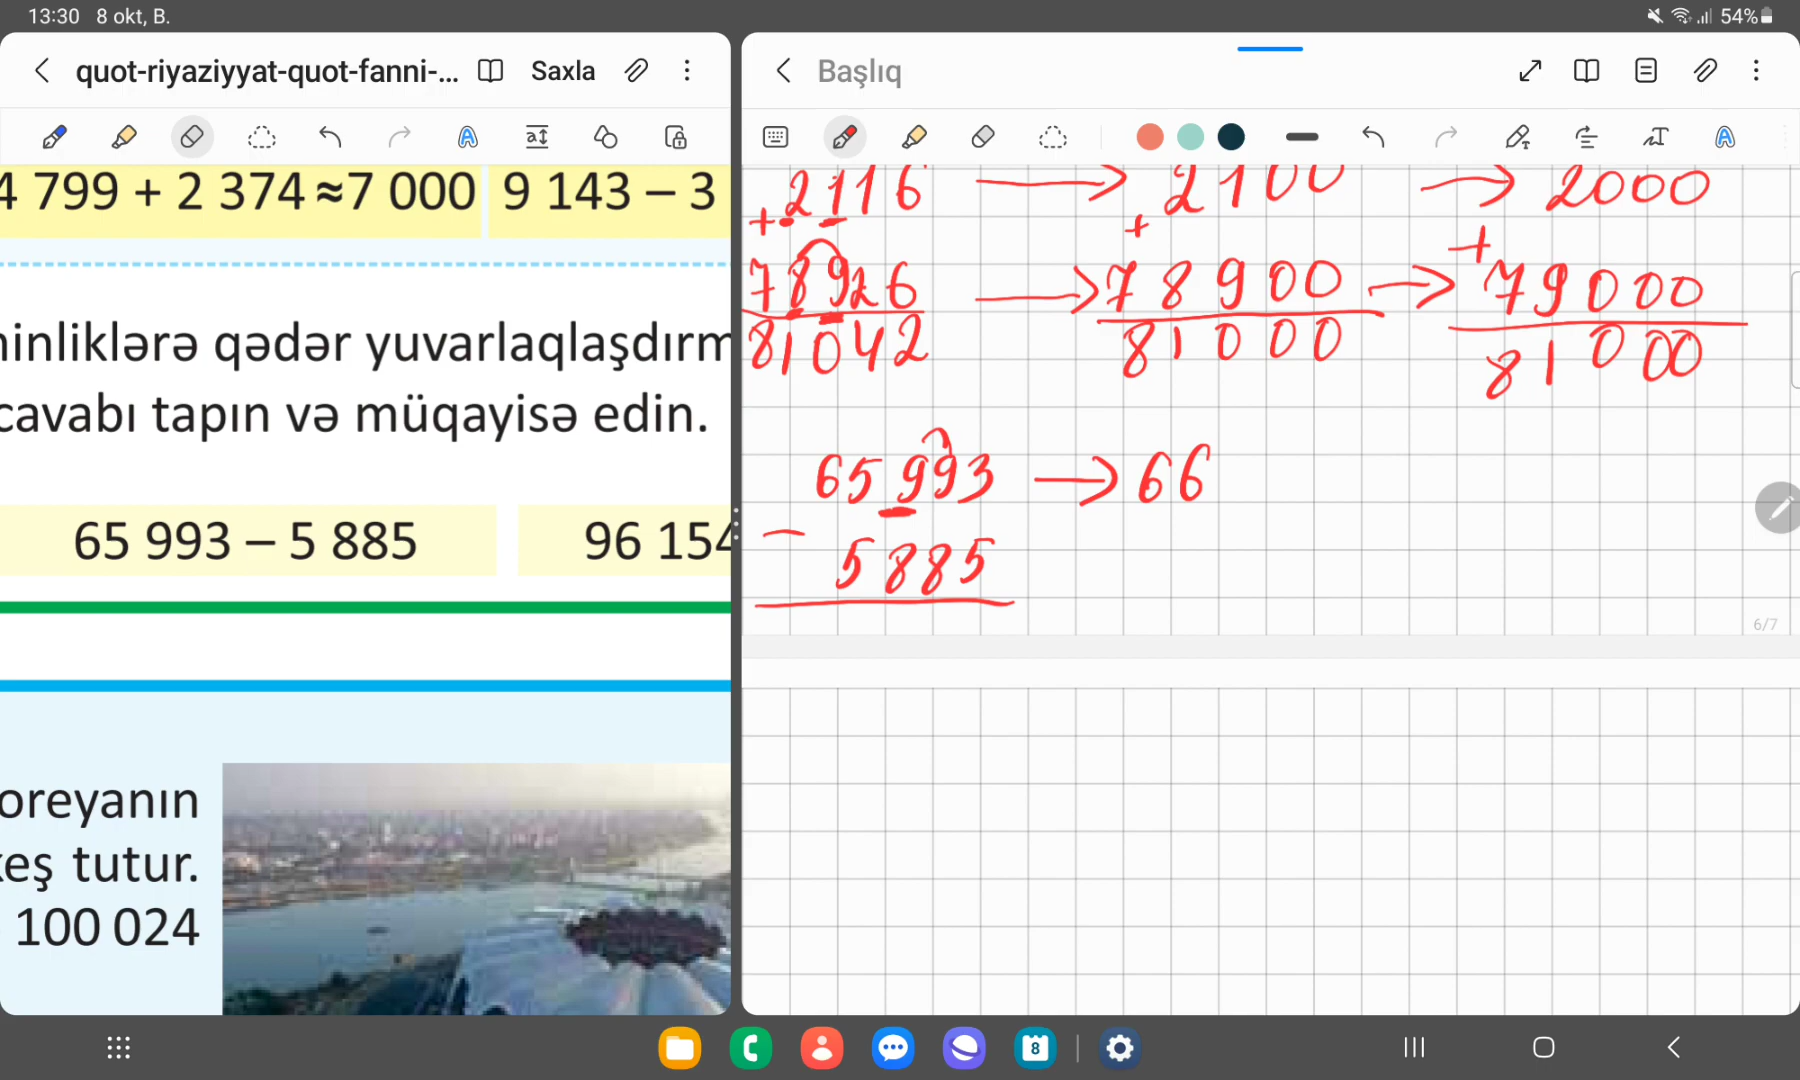 13:30 8 okt, B.
54%
quot-riyaziyyat-quot-fanni-...
Saxla
4 799 + 2 374 ≈ 7 000
9 143 – 3
minliklərə qədər yuvarlaqlaşdırm
cavabı tapın və müqayisə edin.
65 993 – 5 885
96 154
oreyanın
keş tutur.
100 024
Başlıq
+ 2116 → + 2100 → 2000
78926 → 78900 → + 79000
81042 81000 81000
65993 → 66
– 5885
6/7
8